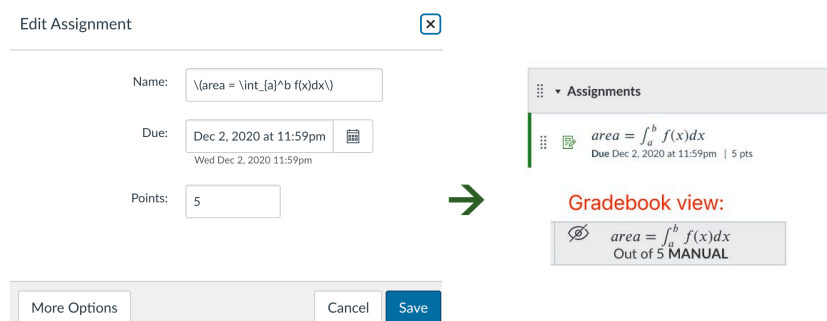 Edit Assignment
Name: \(area = \int_{a}^b f(x)dx\)
Due: Dec 2, 2020 at 11:59pm
Wed Dec 2, 2020 11:59pm
Points: 5
More Options Cancel Save
Assignments
area = ∫ₐᵇ f(x)dx
Due Dec 2, 2020 at 11:59pm | 5 pts
Gradebook view:
area = ∫ₐᵇ f(x)dx
Out of 5 MANUAL